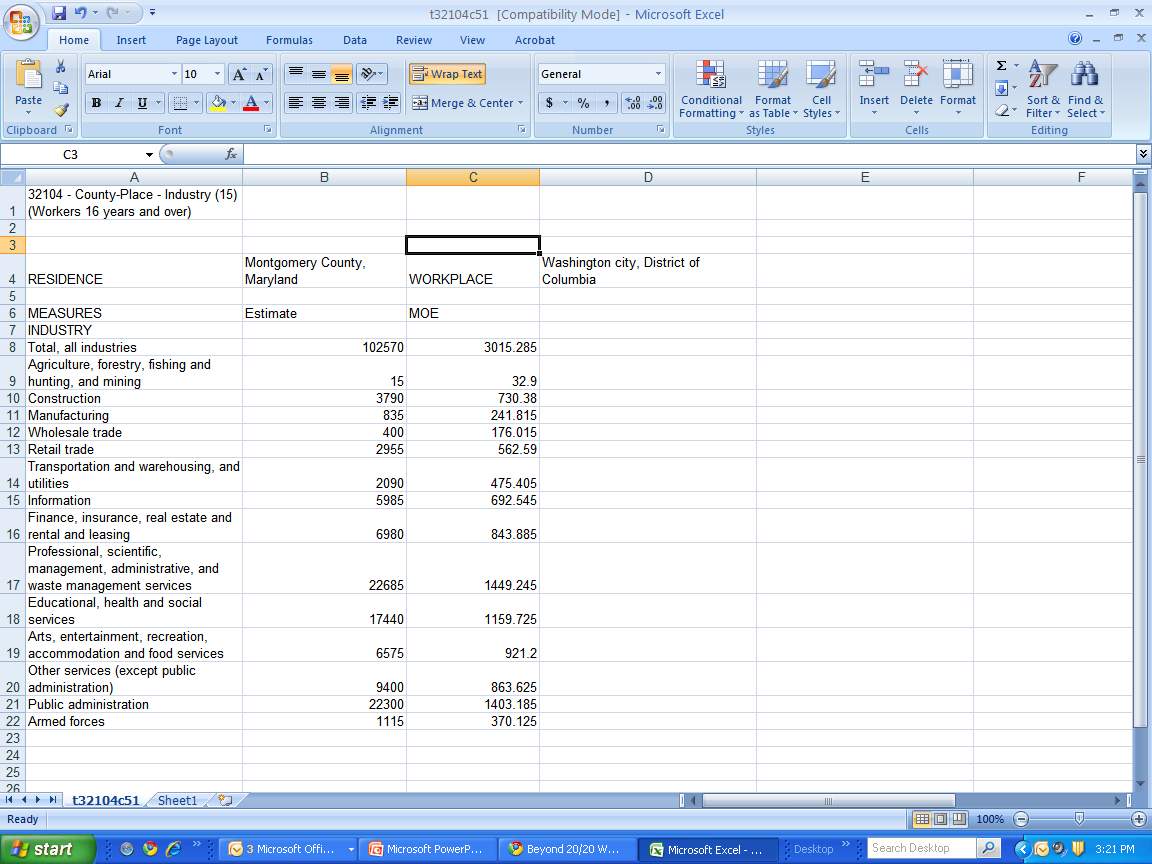 t32104c51 [Compatibility Mode] - Microsoft Excel
Home Insert Page Layout Formulas Data Review View Acrobat
Paste
Arial 10
Wrap Text
General
B I U
Merge & Center
$ % ,
Conditional Formatting
Format as Table
Cell Styles
Insert Delete Format
Σ
Sort & Filter
Find & Select
Clipboard Font Alignment Number Styles Cells Editing
C3 fx
A B C D E F
1 32104 - County-Place - Industry (15)
(Workers 16 years and over)
2
3
4 RESIDENCE Montgomery County, Maryland WORKPLACE Washington city, District of Columbia
5
6 MEASURES Estimate MOE
7 INDUSTRY
8 Total, all industries 102570 3015.285
9 Agriculture, forestry, fishing and hunting, and mining 15 32.9
10 Construction 3790 730.38
11 Manufacturing 835 241.815
12 Wholesale trade 400 176.015
13 Retail trade 2955 562.59
14 Transportation and warehousing, and utilities 2090 475.405
15 Information 5985 692.545
16 Finance, insurance, real estate and rental and leasing 6980 843.885
17 Professional, scientific, management, administrative, and waste management services 22685 1449.245
18 Educational, health and social services 17440 1159.725
19 Arts, entertainment, recreation, accommodation and food services 6575 921.2
20 Other services (except public administration) 9400 863.625
21 Public administration 22300 1403.185
22 Armed forces 1115 370.125
23
24
25
26
t32104c51 Sheet1
Ready 100%
start 3 Microsoft Offi... Microsoft PowerP... Beyond 20/20 W... Microsoft Excel - ... Desktop » Search Desktop 3:21 PM